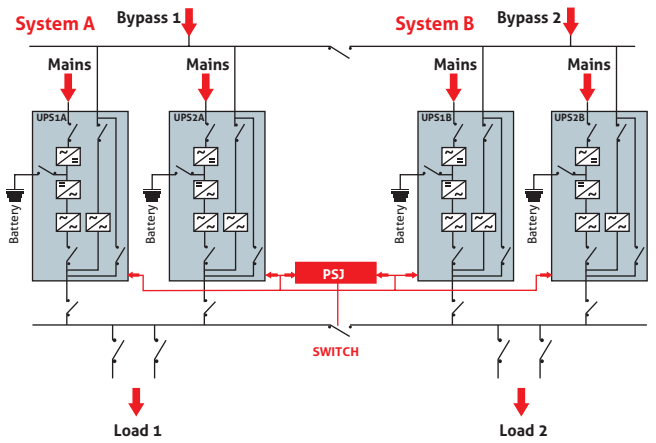 System A
Bypass 1
System B
Bypass 2
Mains
Mains
Mains
Mains
UPS1A
UPS2A
UPS1B
UPS2B
Battery
Battery
Battery
Battery
PSJ
SWITCH
Load 1
Load 2